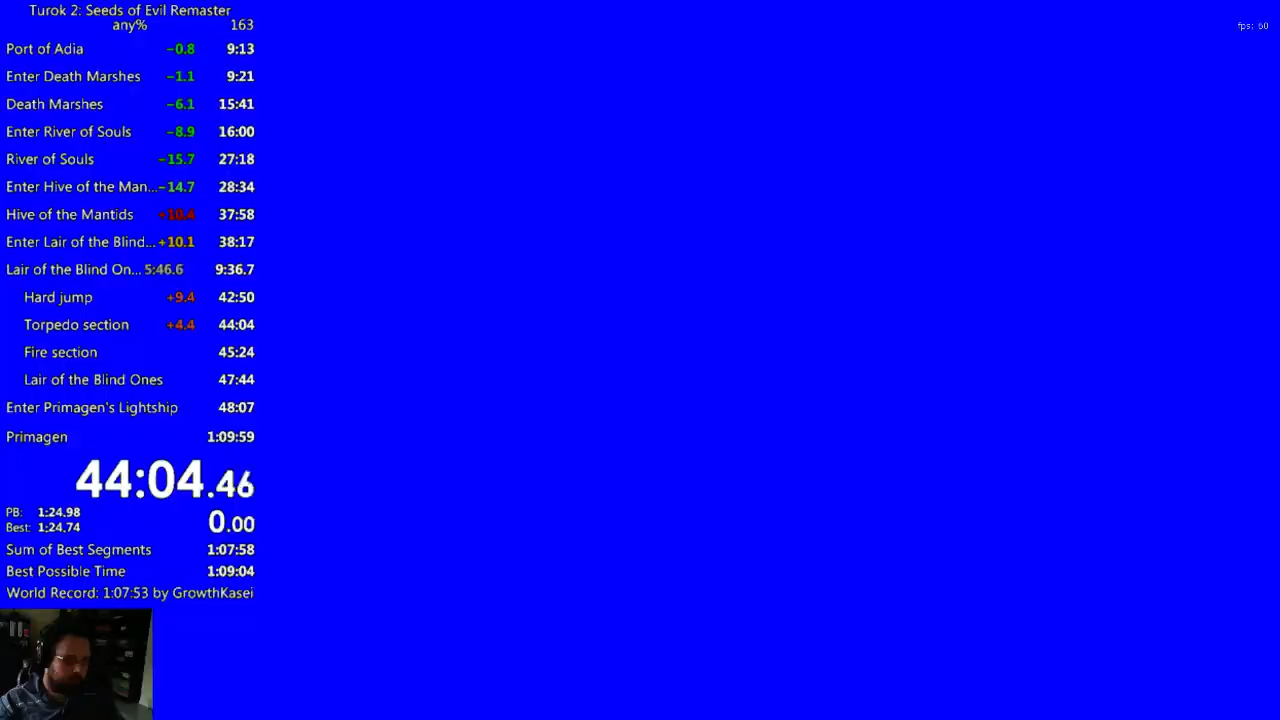 Turok 2: Seeds of Evil Remaster
any% 163
fps: 60
Port of Adia -0.8 9:13
Enter Death Marshes -1.1 9:21
Death Marshes -6.1 15:41
Enter River of Souls -8.9 16:00
River of Souls -15.7 27:18
Enter Hive of the Man... -14.7 28:34
Hive of the Mantids +10.4 37:58
Enter Lair of the Blind... +10.1 38:17
Lair of the Blind On... 5:46.6 9:36.7
Hard jump +9.4 42:50
Torpedo section +4.4 44:04
Fire section 45:24
Lair of the Blind Ones 47:44
Enter Primagen's Lightship 48:07
Primagen 1:09:59
44:04.46
PB: 1:24.98
Best: 1:24.74
0.00
Sum of Best Segments 1:07:58
Best Possible Time 1:09:04
World Record: 1:07:53 by GrowthKasei